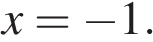 x = −1.